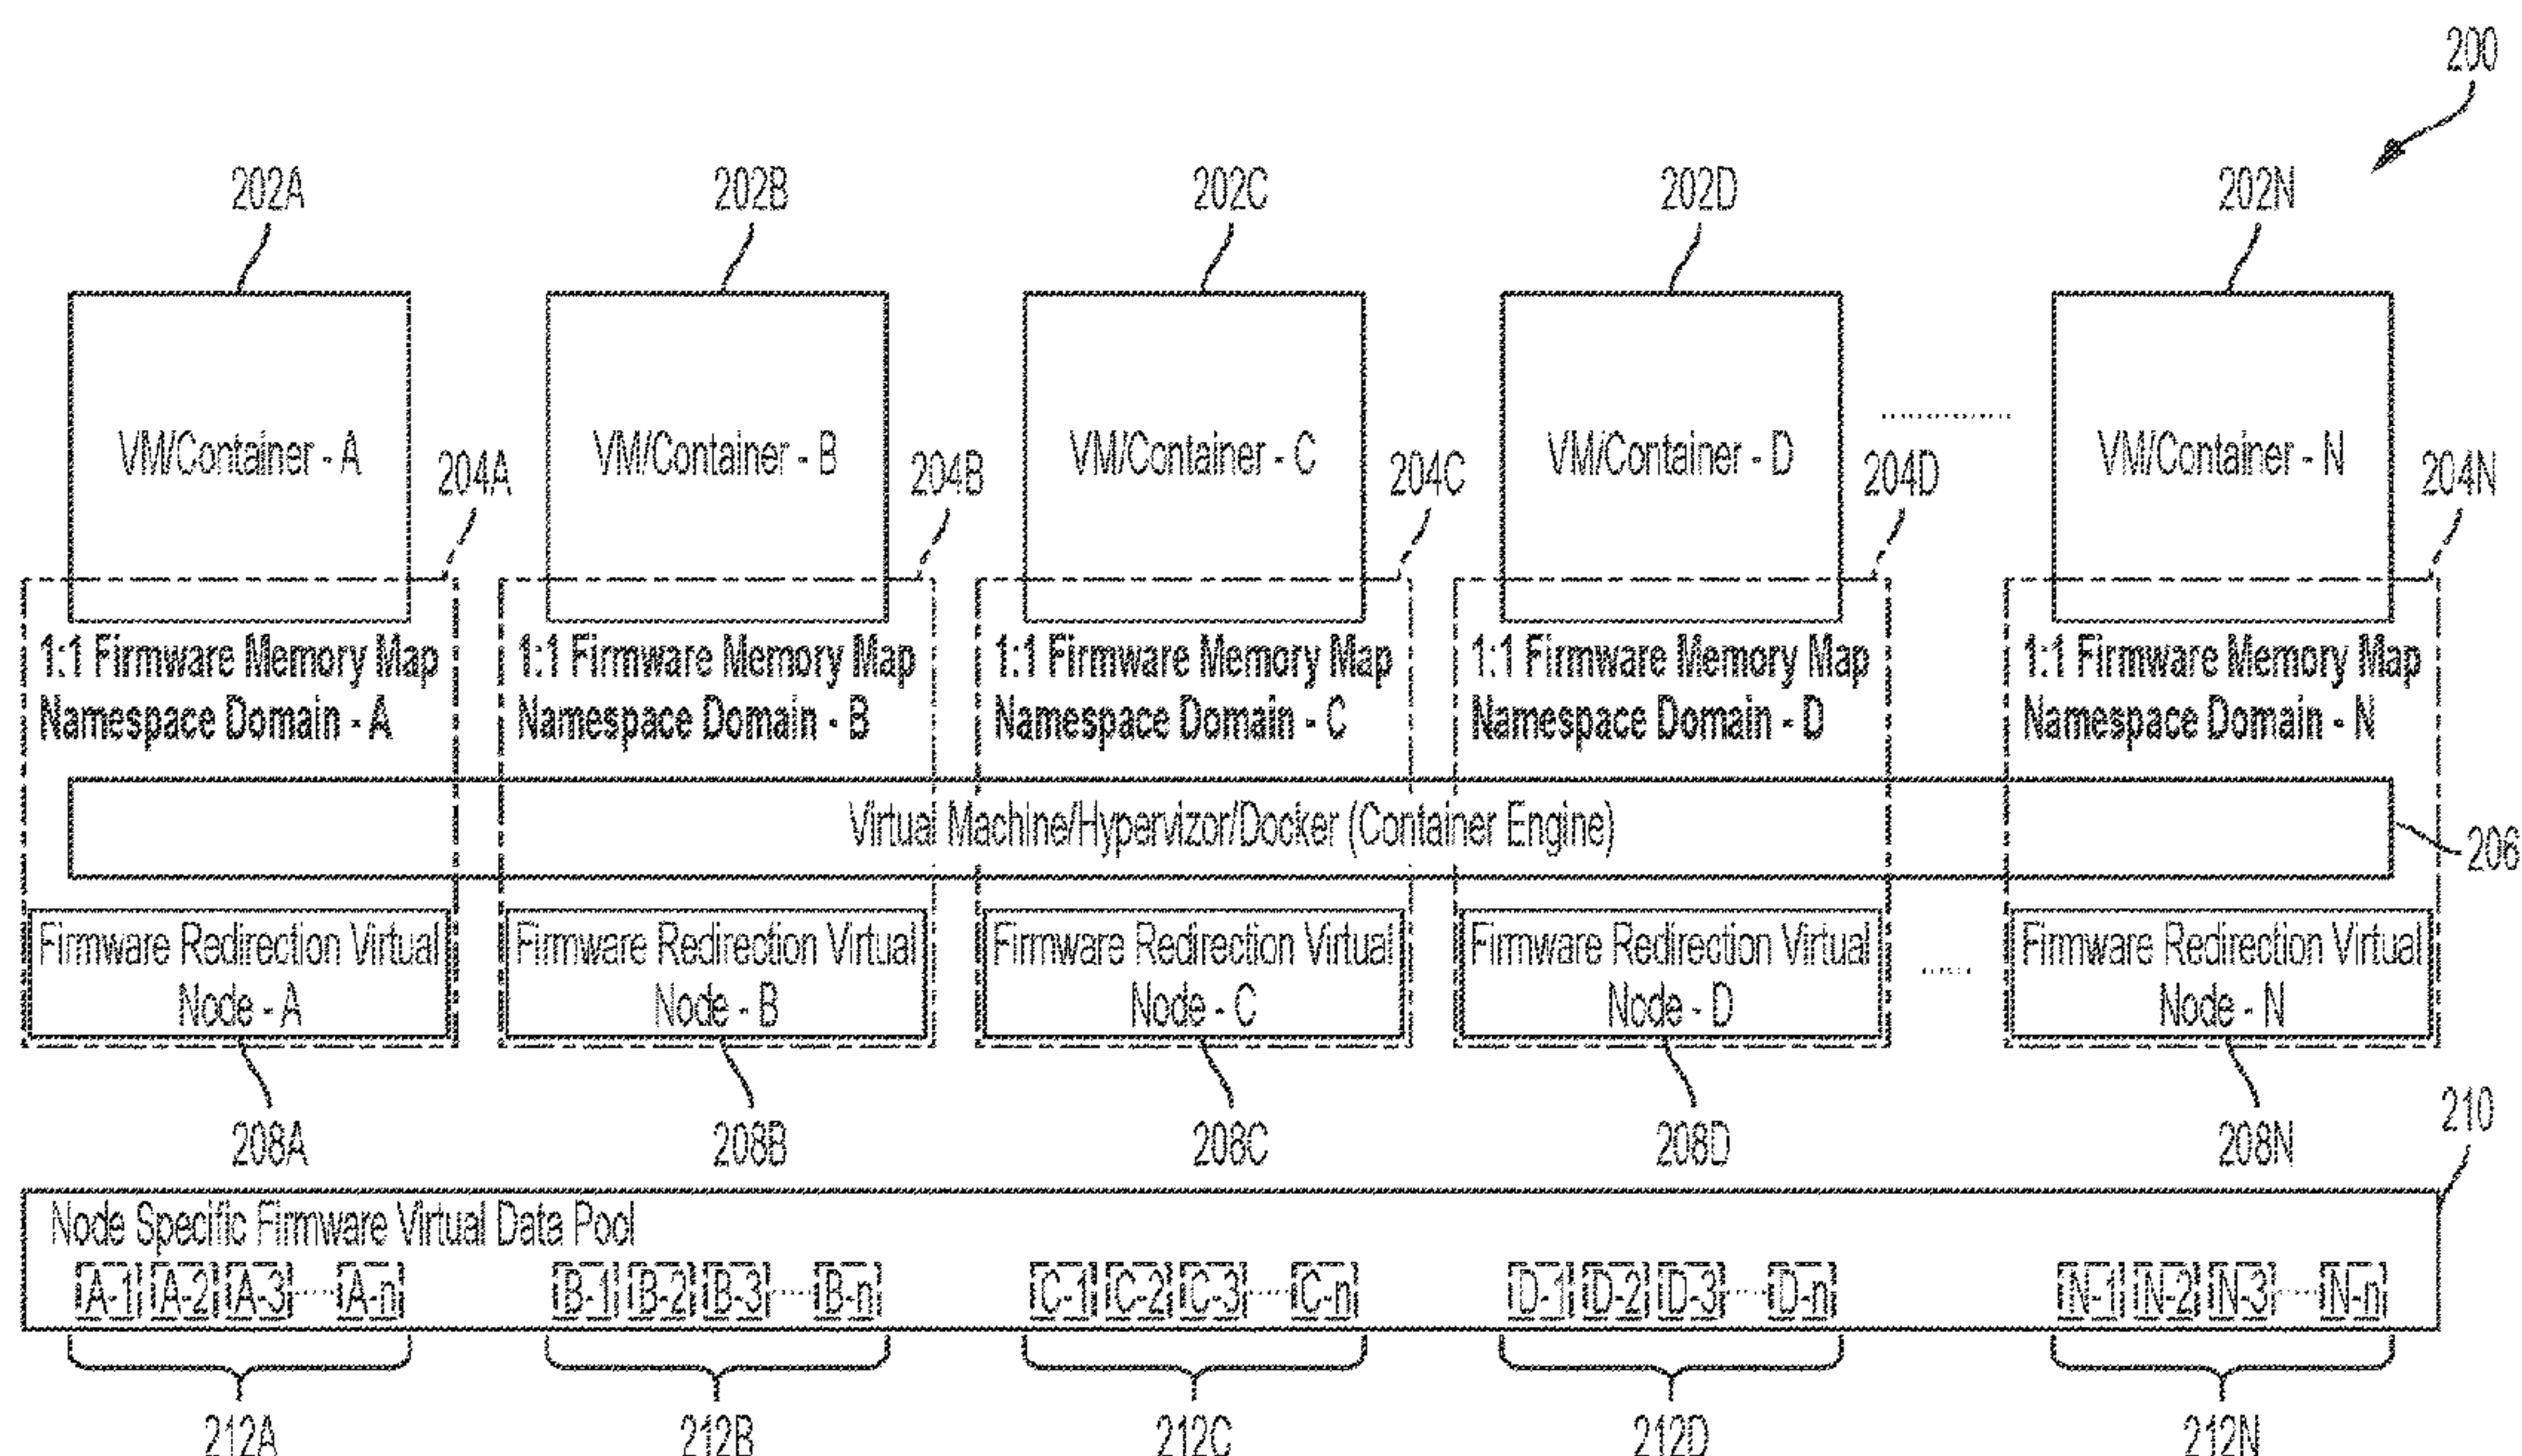 200
202A 202B 202C 202D 202N
VM/Container - A VM/Container - B VM/Container - C VM/Container - D VM/Container - N
204A 204B 204C 204D 204N
1:1 Firmware Memory Map 1:1 Firmware Memory Map 1:1 Firmware Memory Map 1:1 Firmware Memory Map 1:1 Firmware Memory Map
Namespace Domain - A Namespace Domain - B Namespace Domain - C Namespace Domain - D Namespace Domain - N
Virtual Machine/Hypervizor/Docker (Container Engine)
206
Firmware Redirection Virtual Firmware Redirection Virtual Firmware Redirection Virtual Firmware Redirection Virtual Firmware Redirection Virtual
Node - A Node - B Node - C Node - D Node - N
208A 208B 208C 208D 208N
210
Node Specific Firmware Virtual Data Pool
A-1 A-2 A-3 A-n B-1 B-2 B-3 B-n C-1 C-2 C-3 C-n D-1 D-2 D-3 D-n N-1 N-2 N-3 N-n
212A 212B 212C 212D 212N